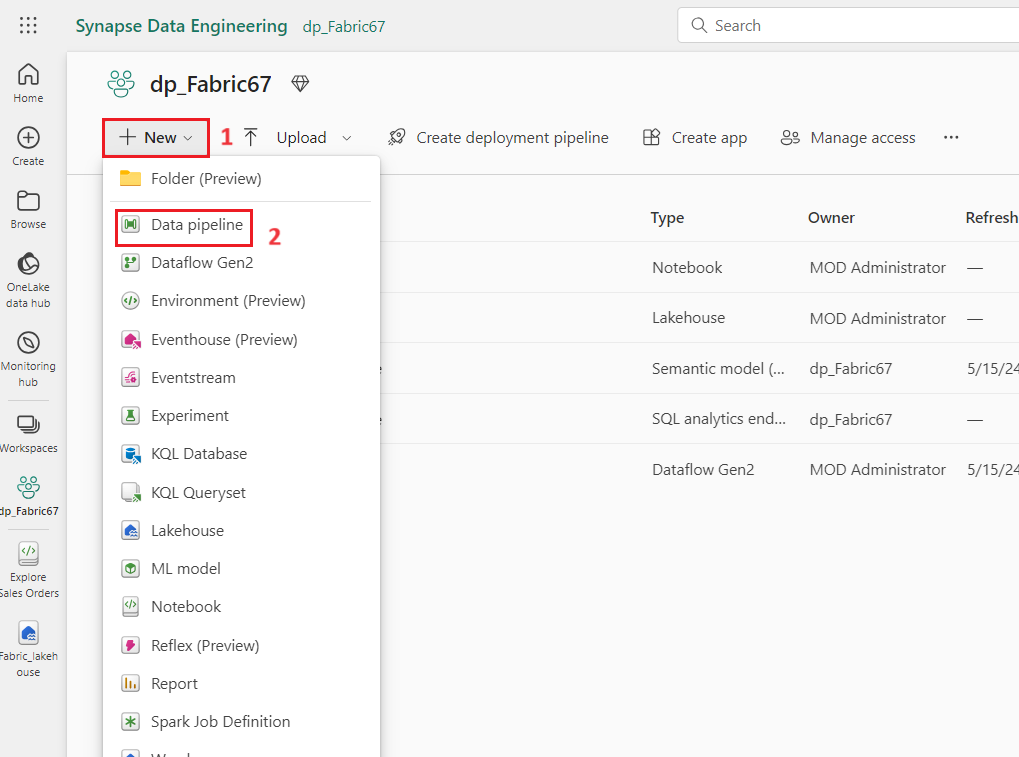 Synapse Data Engineering dp_Fabric67
Search
Home
Create
Browse
OneLake
data hub
Monitoring
hub
Workspaces
dp_Fabric67
Explore
Sales Orders
Fabric_lakeh
ouse
dp_Fabric67
New 1 Upload Create deployment pipeline Create app Manage access ...
Folder (Preview)
Data pipeline 2
Dataflow Gen2
Environment (Preview)
Eventhouse (Preview)
Eventstream
Experiment
KQL Database
KQL Queryset
Lakehouse
ML model
Notebook
Reflex (Preview)
Report
Spark Job Definition
Type Owner Refresh
Notebook MOD Administrator —
Lakehouse MOD Administrator —
Semantic model (... dp_Fabric67 5/15/24
SQL analytics end... dp_Fabric67 —
Dataflow Gen2 MOD Administrator 5/15/24